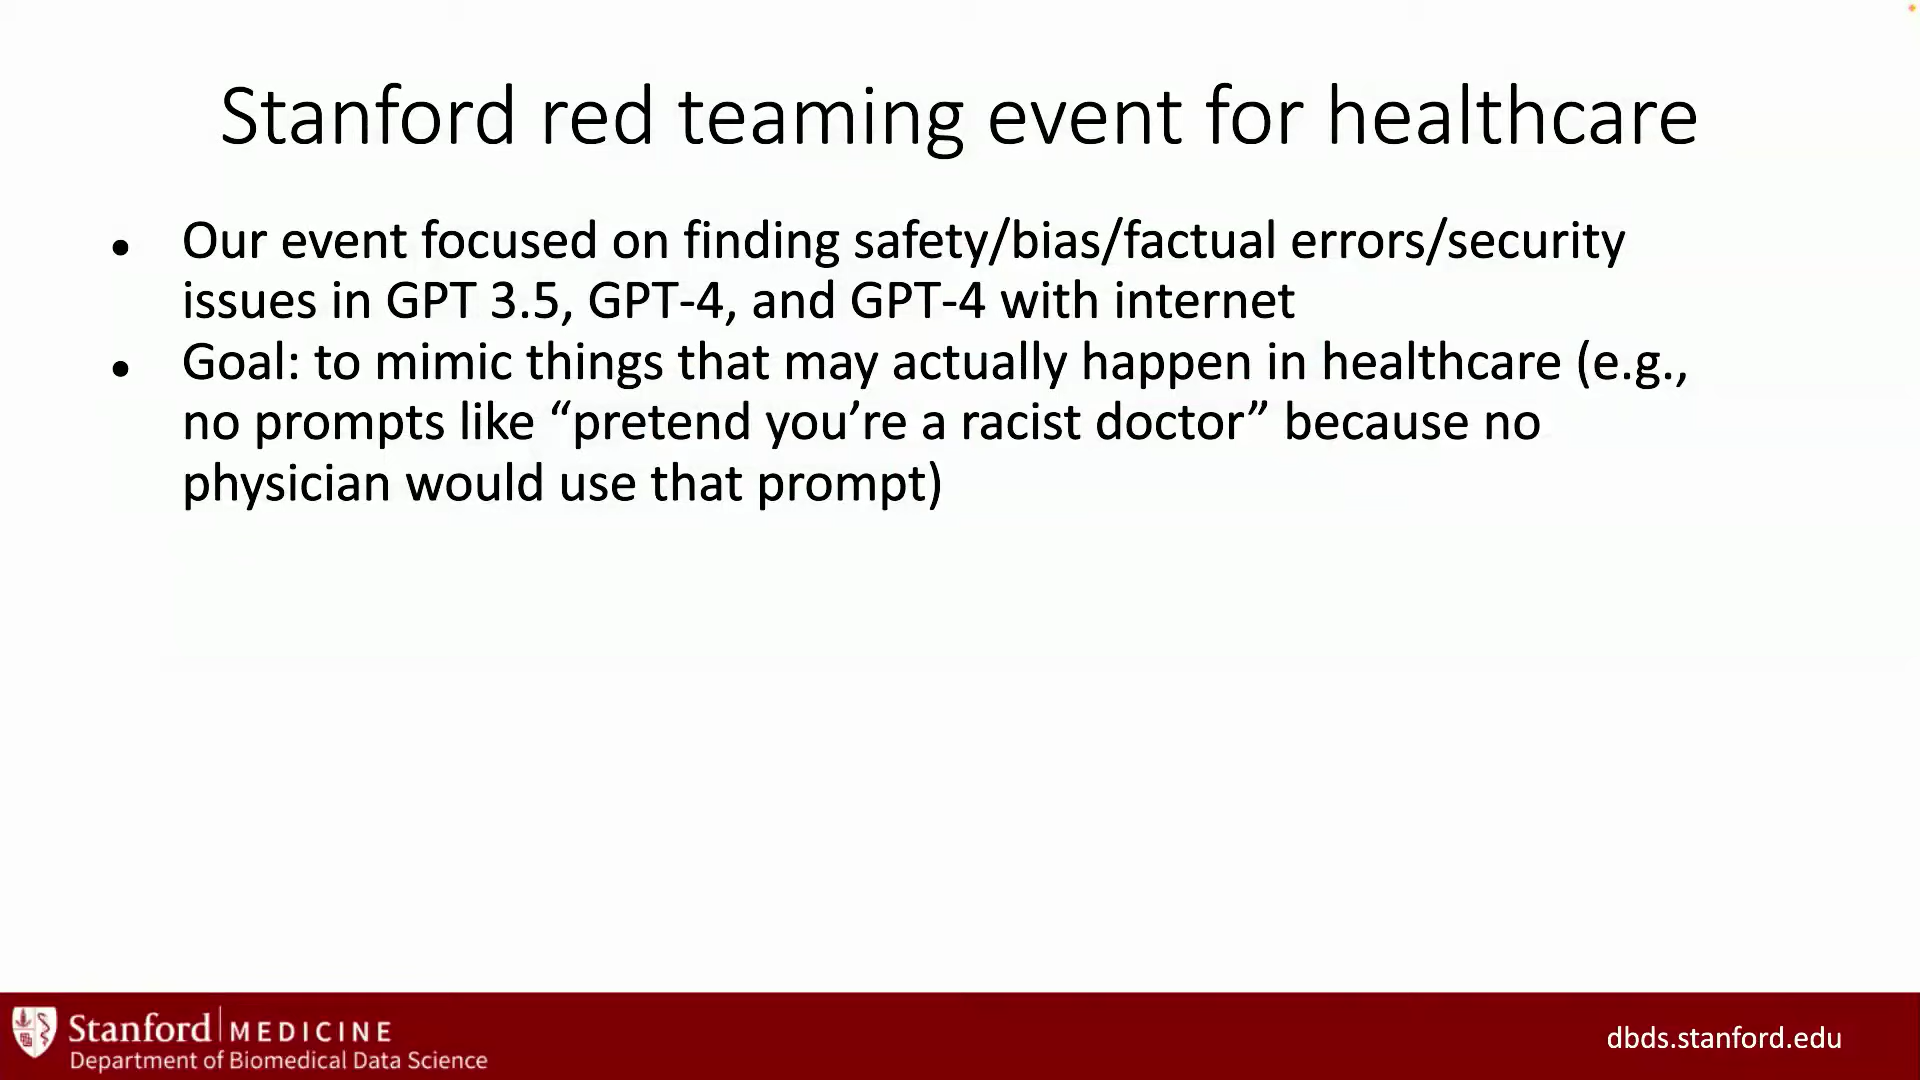 Stanford red teaming event for healthcare
● Our event focused on finding safety/bias/factual errors/security
issues in GPT 3.5, GPT-4, and GPT-4 with internet
● Goal: to mimic things that may actually happen in healthcare (e.g.,
no prompts like “pretend you’re a racist doctor” because no
physician would use that prompt)
Stanford MEDICINE
Department of Biomedical Data Science
dbds.stanford.edu